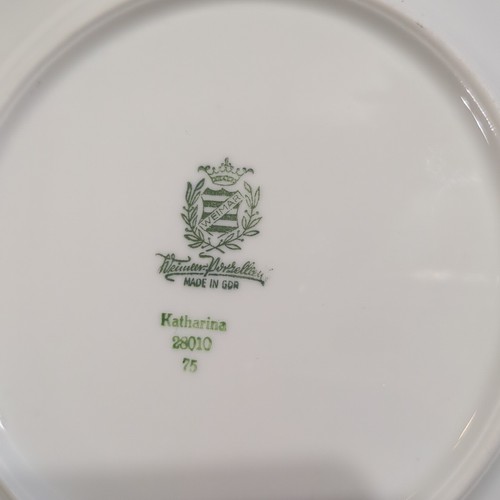 WEIMAR
Weimar-Porzellan
MADE IN GDR
Katharina
28010
75